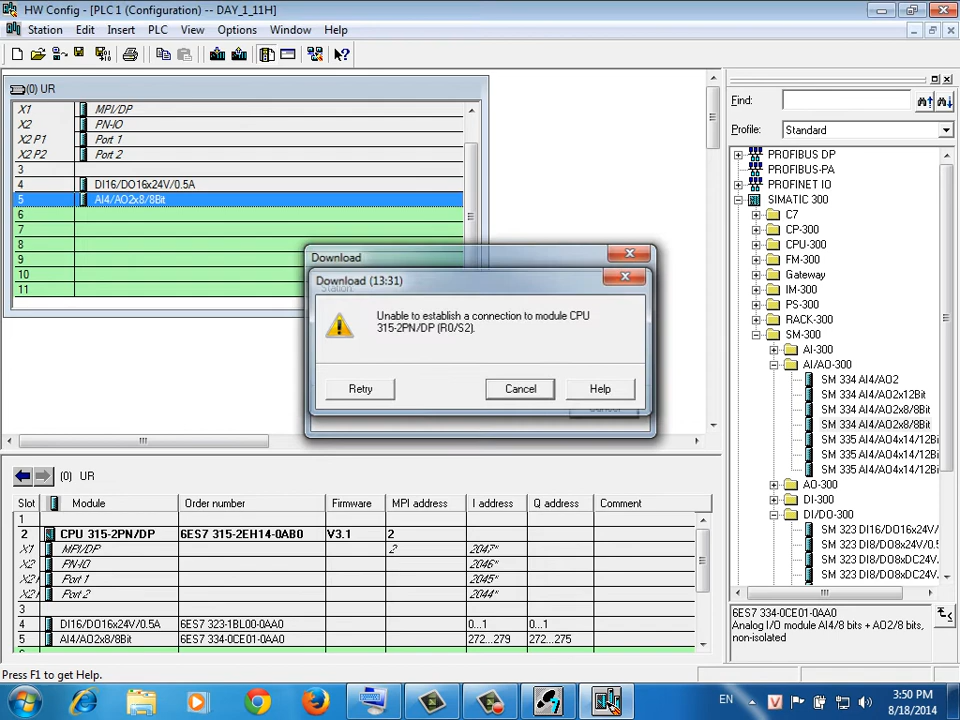 HW Config - [PLC 1 (Configuration) -- DAY_1_11H]
Station Edit Insert PLC View Options Window Help
(0) UR
X1 MPI/DP
X2 PN-IO
X2 P1 Port 1
X2 P2 Port 2
3
4 DI16/DO16x24V/0.5A
5 AI4/AO2x8/8Bit
6
7
8
9
10
11
Download
Download (13:31)
Unable to establish a connection to module CPU
315-2PN/DP (R0/S2).
Retry Cancel Help
Find:
Profile: Standard
PROFIBUS DP
PROFIBUS-PA
PROFINET IO
SIMATIC 300
C7
CP-300
CPU-300
FM-300
Gateway
IM-300
PS-300
RACK-300
SM-300
AI-300
AI/AO-300
SM 334 AI4/AO2
SM 334 AI4/AO2x12Bit
SM 334 AI4/AO2x8/8Bit
SM 334 AI4/AO2x8/8Bit
SM 335 AI4/AO4x14/12Bi
SM 335 AI4/AO4x14/12Bi
SM 335 AI4/AO4x14/12Bi
AO-300
DI-300
DI/DO-300
SM 323 DI16/DO16x24V/
SM 323 DI8/DO8x24V/0.5
SM 323 DI8/DO8xDC24V
SM 323 DI8/DO8xDC24V
6ES7 334-0CE01-0AA0
Analog I/O module AI4/8 bits + AO2/8 bits,
non-isolated
(0) UR
Slot Module Order number Firmware MPI address I address Q address Comment
1
2 CPU 315-2PN/DP 6ES7 315-2EH14-0AB0 V3.1 2
X1 MPI/DP 2 2047*
X2 PN-IO 2046*
X2 Port 1 2045*
X2 Port 2 2044*
3
4 DI16/DO16x24V/0.5A 6ES7 323-1BL00-0AA0 0...1 0...1
5 AI4/AO2x8/8Bit 6ES7 334-0CE01-0AA0 272...279 272...275
Press F1 to get Help.
EN
3:50 PM
8/18/2014